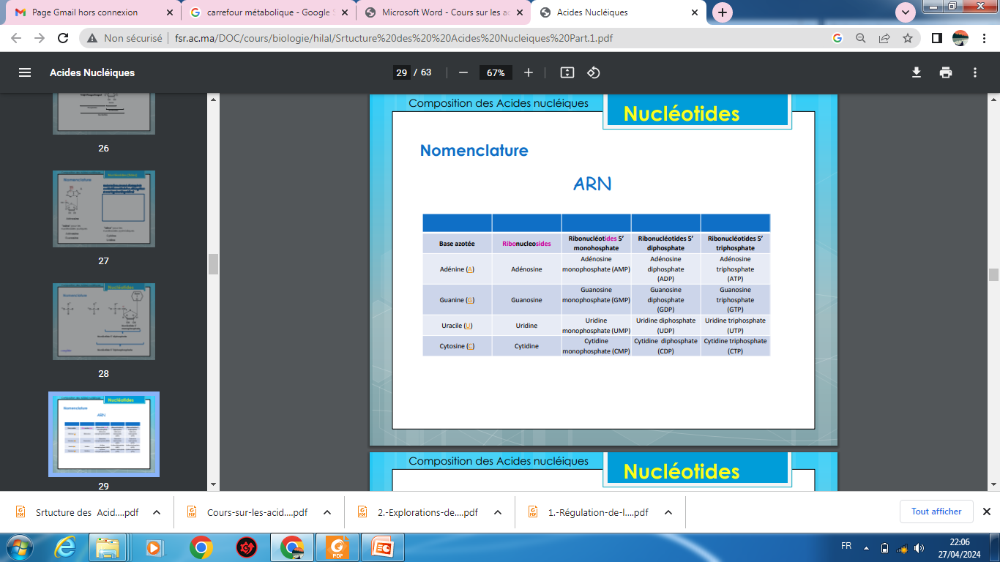 Page Gmail hors connexion
carrefour métabolique - Google S
Microsoft Word - Cours sur les ac
Acides Nucléiques
Non sécurisé
fsr.ac.ma/DOC/cours/biologie/hilal/Srtucture%20des%20%20Acides%20Nucleiques%20Part.1.pdf
Acides Nucléiques
29 / 63
67%
26
Nomenclature
27
Nomenclature
Nucléotides
28
Nucléotides
Nomenclature
ARN
29
Composition des Acides nucléiques
Nucléotides
Nomenclature
ARN
Base azotée
Ribonucleosides
Ribonucléotides 5’
monohosphate
Ribonucléotides 5’
diphosphate
Ribonucléotides 5’
triphosphate
Adénine (A)
Adénosine
Adénosine
monophosphate (AMP)
Adénosine
diphosphate
(ADP)
Adénosine
triphosphate
(ATP)
Guanine (G)
Guanosine
Guanosine
monophosphate (GMP)
Guanosine
diphosphate
(GDP)
Guanosine
triphosphate
(GTP)
Uracile (U)
Uridine
Uridine
monophosphate (UMP)
Uridine diphosphate
(UDP)
Uridine triphosphate
(UTP)
Cytosine (C)
Cytidine
Cytidine
monophosphate (CMP)
Cytidine diphosphate
(CDP)
Cytidine triphosphate
(CTP)
Composition des Acides nucléiques
Nucléotides
Srtucture des Acid....pdf
Cours-sur-les-acid....pdf
2.-Explorations-de....pdf
1.-Régulation-de-l....pdf
Tout afficher
FR
22:06
27/04/2024